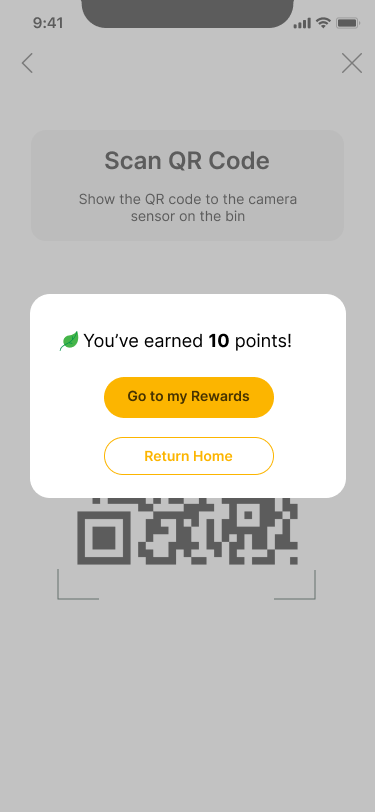 9:41
Scan QR Code
Show the QR code to the camera
sensor on the bin
You’ve earned 10 points!
Go to my Rewards
Return Home